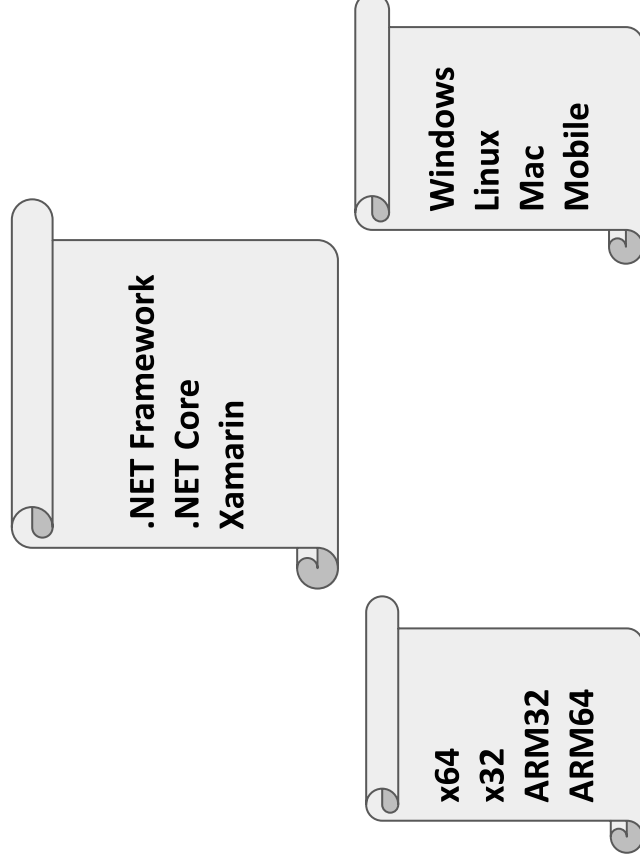 .NET Framework
.NET Core
Xamarin
x64
x32
ARM32
ARM64
Windows
Linux
Mac
Mobile